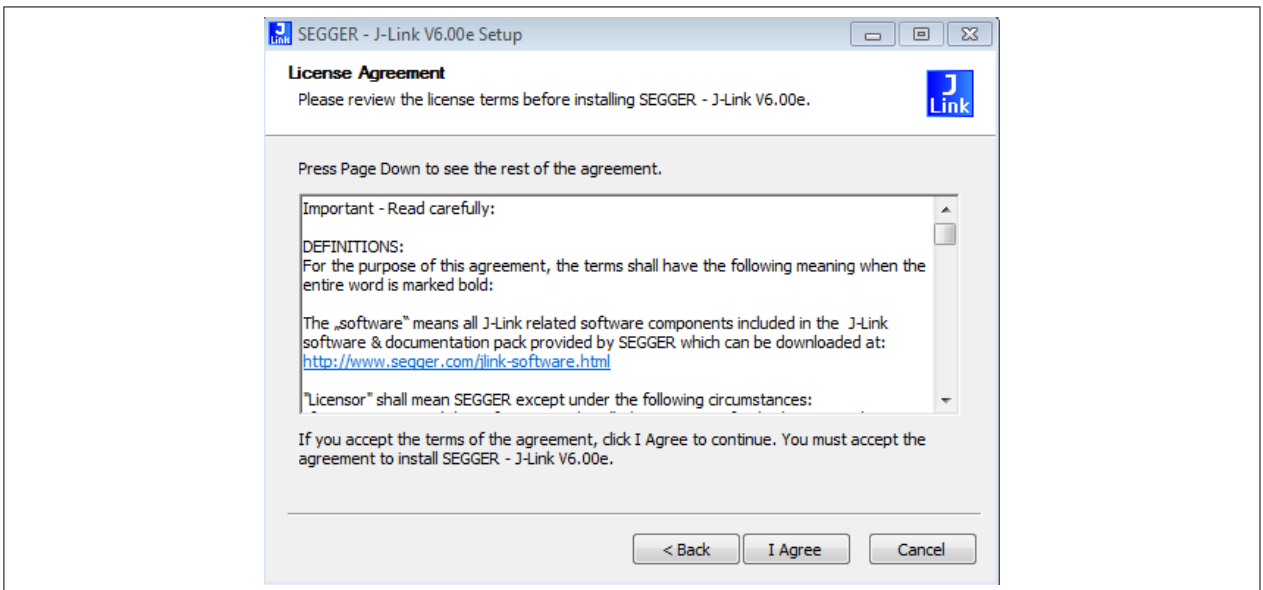 J
Link
SEGGER - J-Link V6.00e Setup
License Agreement
Please review the license terms before installing SEGGER - J-Link V6.00e.
J
Link
Press Page Down to see the rest of the agreement.
Important - Read carefully:
DEFINITIONS:
For the purpose of this agreement, the terms shall have the following meaning when the
entire word is marked bold:
The „software“ means all J-Link related software components included in the  J-Link
software & documentation pack provided by SEGGER which can be downloaded at:
http://www.segger.com/jlink-software.html
"Licensor" shall mean SEGGER except under the following circumstances:
If you accept the terms of the agreement, click I Agree to continue. You must accept the
agreement to install SEGGER - J-Link V6.00e.
< Back
I Agree
Cancel